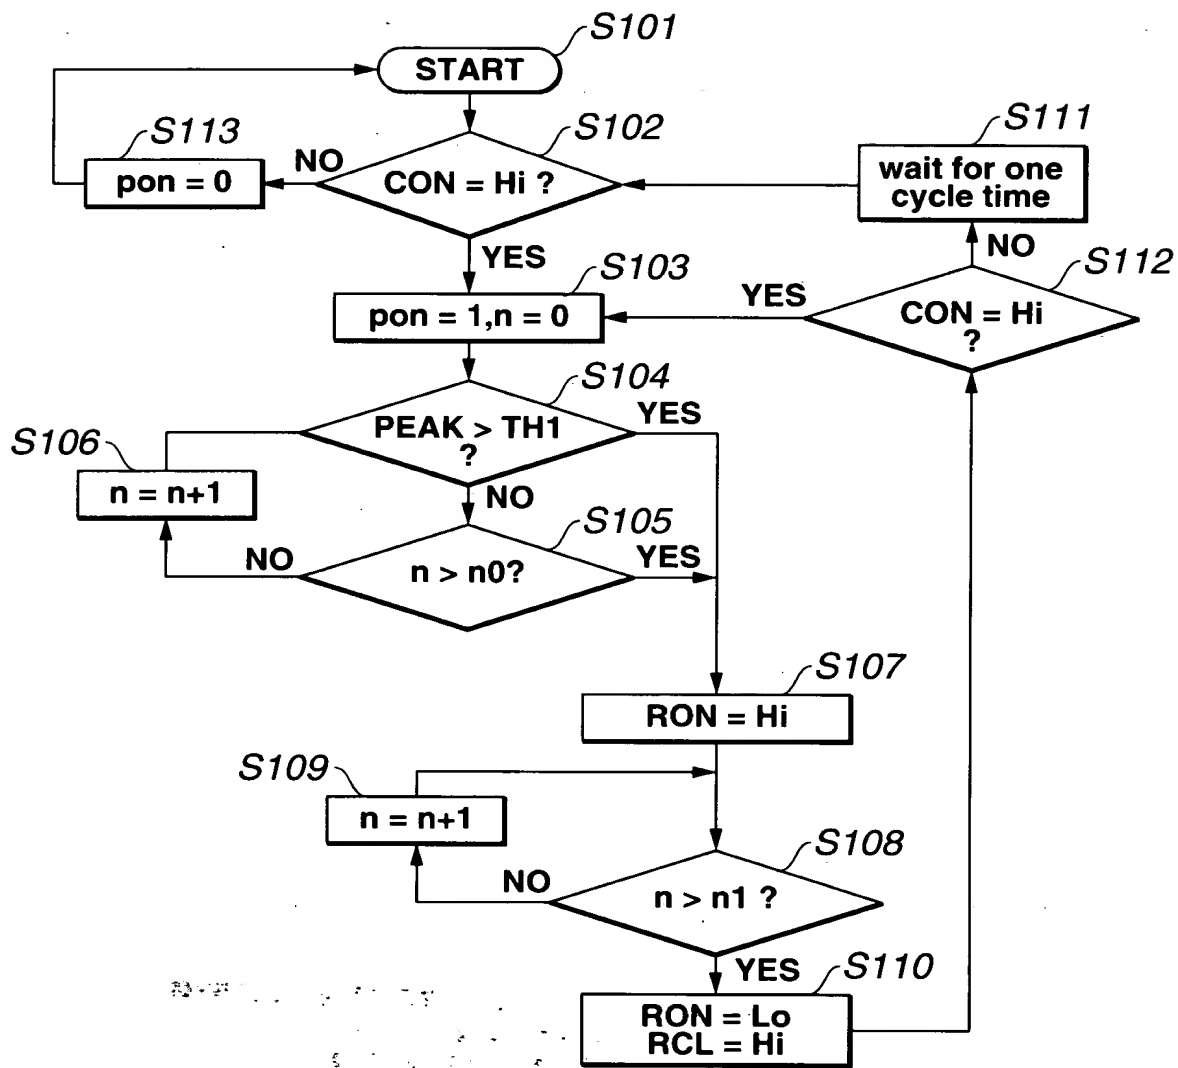 S101
START
S113
S102
S111
NO
pon = 0
CON = Hi ?
wait for one
cycle time
YES
NO
S103
S112
pon = 1,n = 0
YES
CON = Hi
?
S104
PEAK > TH1
?
YES
S106
n = n+1
NO
S105
NO
n > n0?
YES
S107
RON = Hi
S109
n = n+1
S108
NO
n > n1 ?
YES
S110
RON = Lo
RCL = Hi